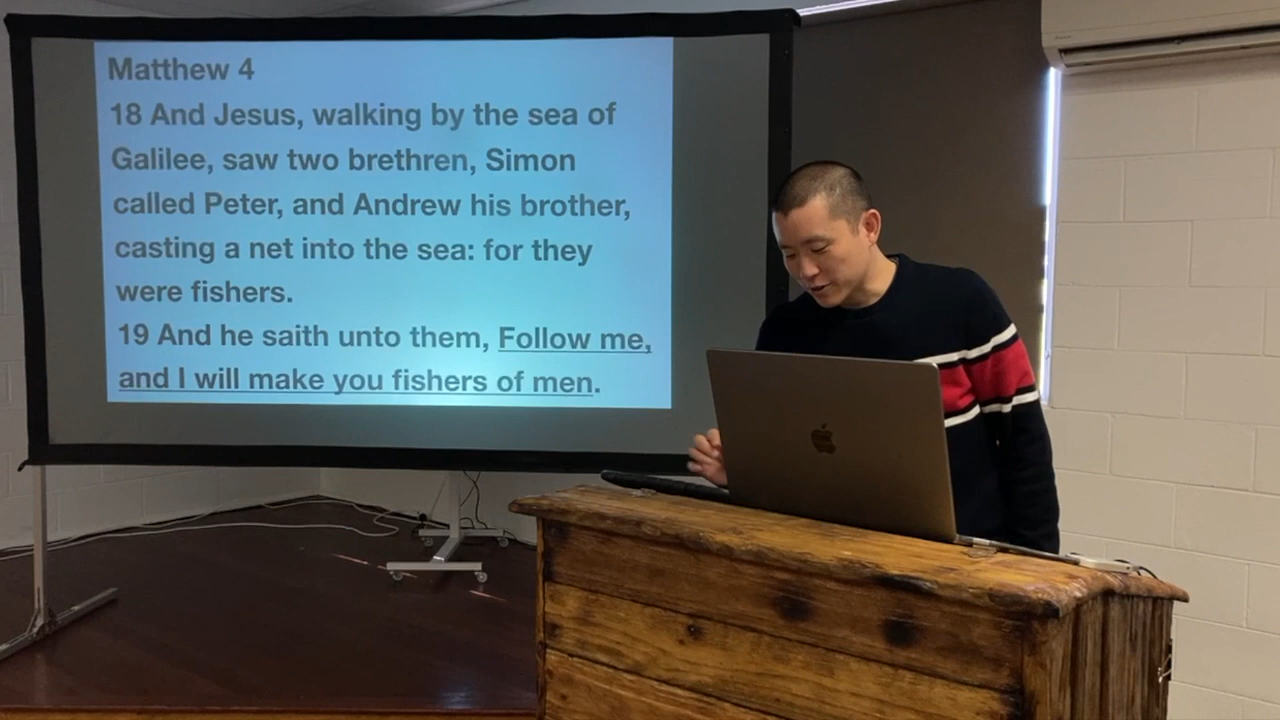 Matthew 4
18 And Jesus, walking by the sea of
Galilee, saw two brethren, Simon
called Peter, and Andrew his brother,
casting a net into the sea: for they
were fishers.
19 And he saith unto them, Follow me,
and I will make you fishers of men.